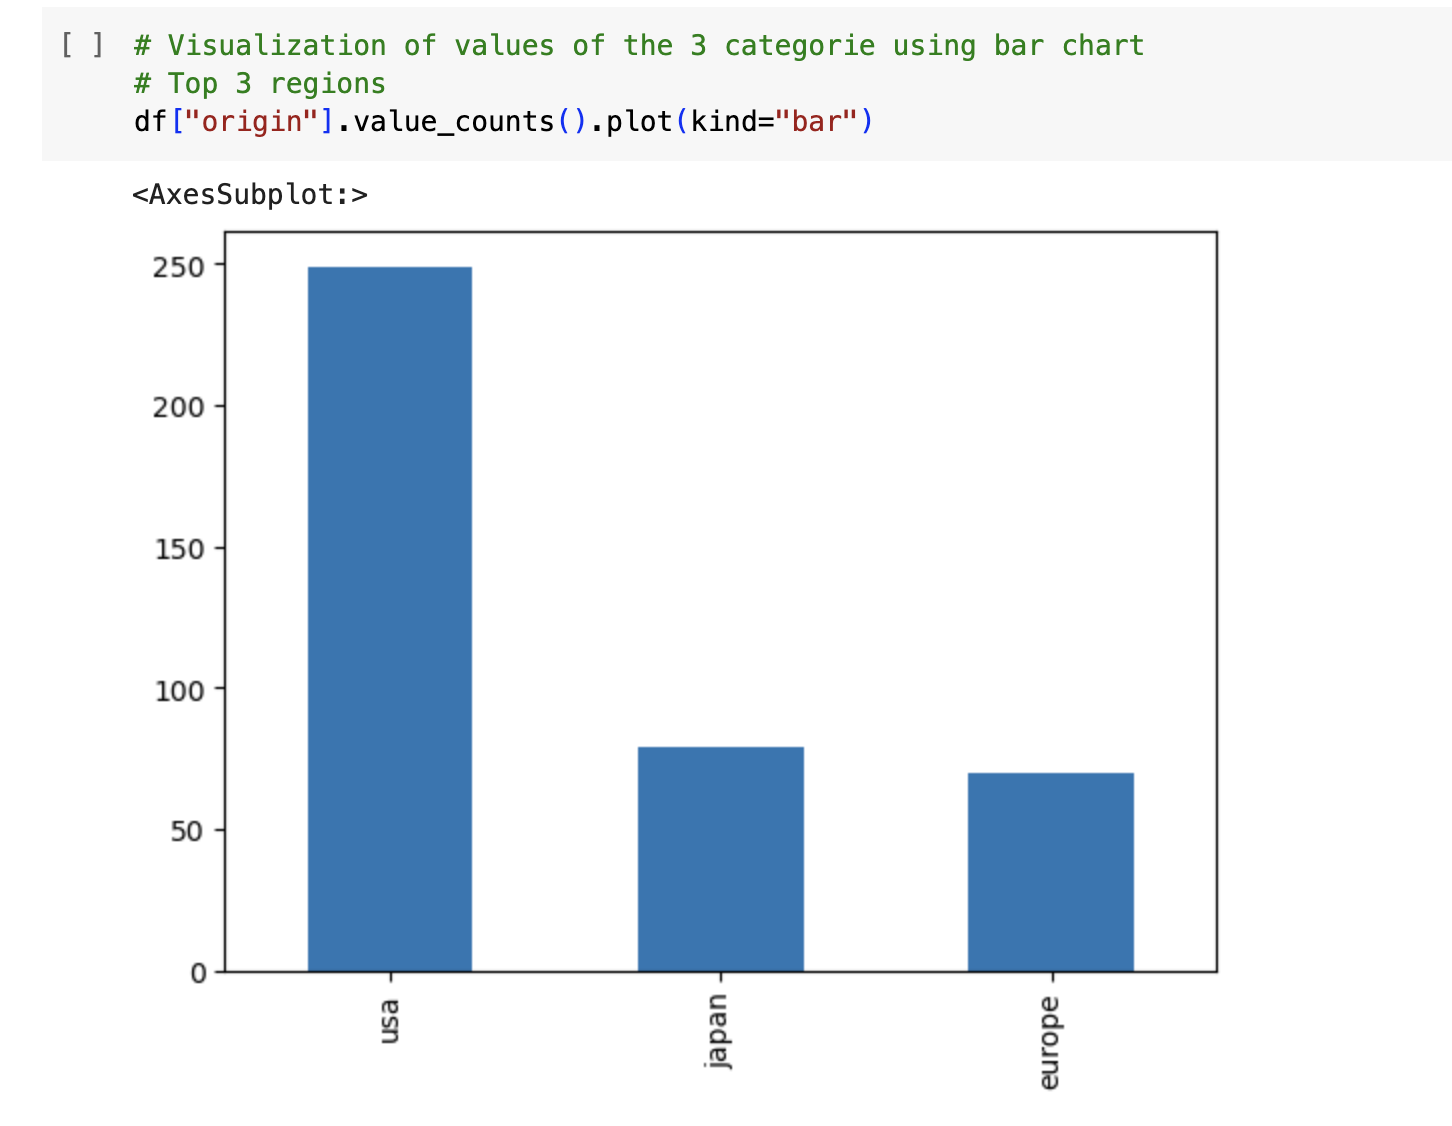 [ ] # Visualization of values of the 3 categorie using bar chart
# Top 3 regions
df["origin"].value_counts().plot(kind="bar")
<AxesSubplot:>
250
200
150
100
50
0
usa
japan
europe